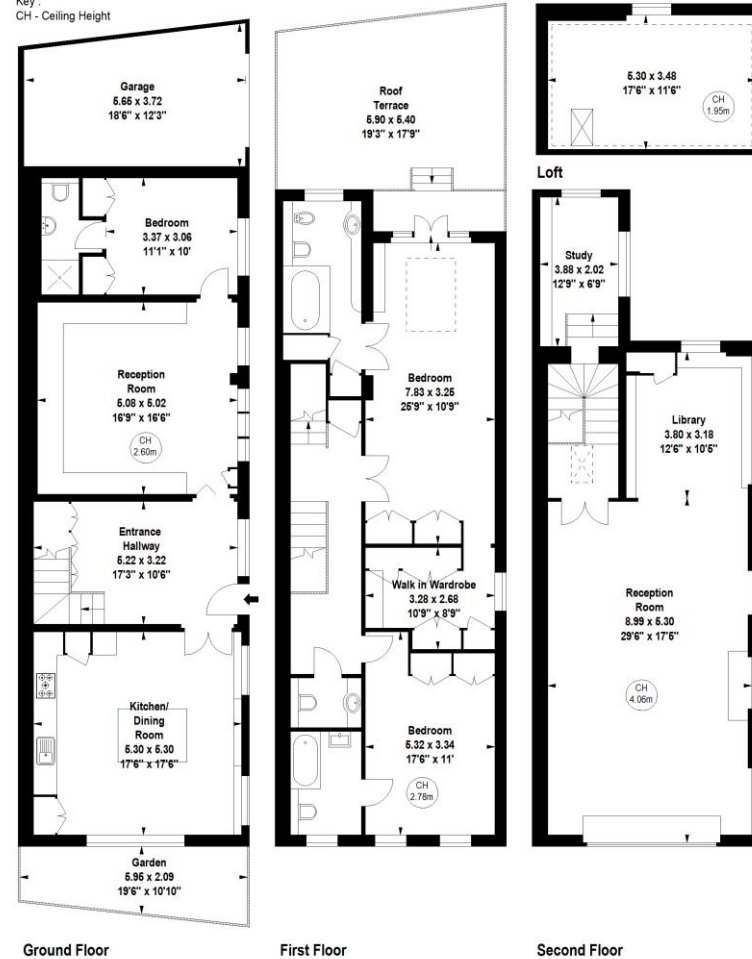 Key :
CH - Ceiling Height
Garage
5.65 x 3.72
18'6" x 12'3"
Bedroom
3.37 x 3.06
11'1" x 10'
Reception
Room
5.08 x 5.02
16'9" x 16'6"
CH
2.60m
Entrance
Hallway
5.22 x 3.22
17'3" x 10'6"
Kitchen/
Dining
Room
5.30 x 5.30
17'6" x 17'6"
Garden
5.95 x 2.09
19'6" x 10'10"
Ground Floor
Roof
Terrace
5.90 x 5.40
19'3" x 17'9"
Bedroom
7.83 x 3.25
25'9" x 10'9"
Walk in Wardrobe
3.28 x 2.68
10'9" x 8'9"
Bedroom
5.32 x 3.34
17'6" x 11'
CH
2.78m
First Floor
5.30 x 3.48
17'6" x 11'6"
CH
1.95m
Loft
Study
3.88 x 2.02
12'9" x 6'9"
Library
3.80 x 3.18
12'6" x 10'5"
Reception
Room
8.99 x 5.30
29'6" x 17'5"
CH
4.06m
Second Floor